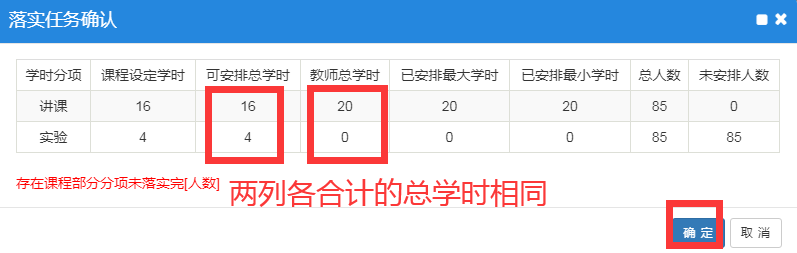 落实任务确认
学时分项 课程设定学时 可安排总学时 教师总学时 已安排最大学时 已安排最小学时 总人数 未安排人数
讲课 16 16 20 20 20 85 0
实验 4 4 0 0 0 85 85
存在课程部分分项未落实完[人数]
两列各合计的总学时相同
确定 取消